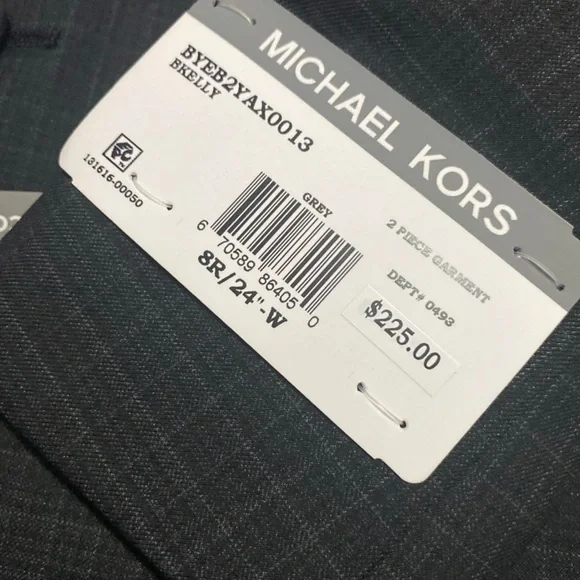 MICHAEL KORS
BYEB2YAX0013
BKELLY
131616-00050
GREY
6 70589 86405 0
8R/24"-W
2 PIECE GARMENT
DEPT# 0493
$225.00